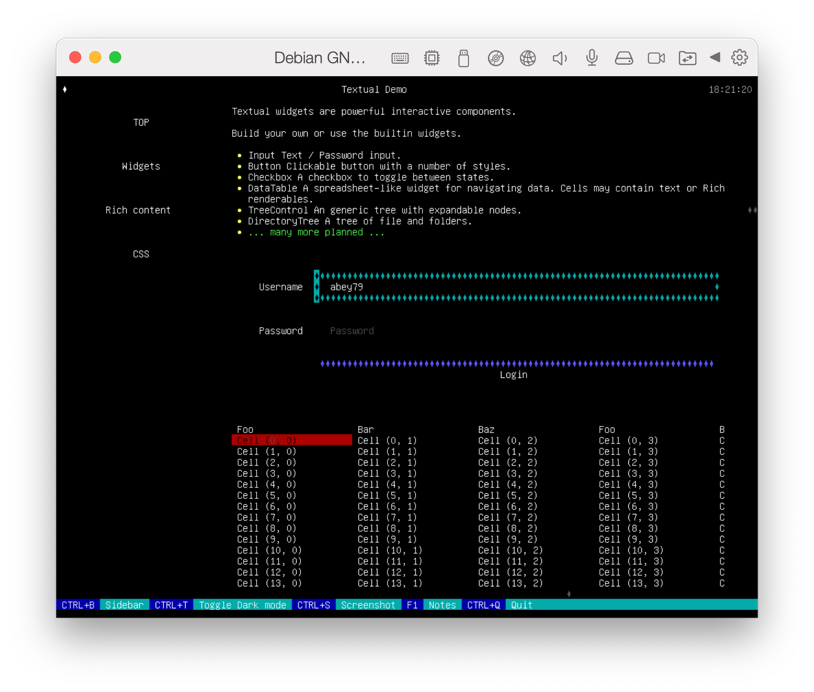 Debian GN...
Textual Demo 18:21:20
TOP
Widgets
Rich content
CSS
Textual widgets are powerful interactive components.
Build your own or use the builtin widgets.
• Input Text / Password input.
• Button Clickable button with a number of styles.
• Checkbox A checkbox to toggle between states.
• DataTable A spreadsheet-like widget for navigating data. Cells may contain text or Rich
renderables.
• TreeControl An generic tree with expandable nodes.
• DirectoryTree A tree of file and folders.
• ... many more planned ...
Username abey79
Password Password
Login
Foo Bar Baz Foo B
Cell (0, 0) Cell (0, 1) Cell (0, 2) Cell (0, 3) C
Cell (1, 0) Cell (1, 1) Cell (1, 2) Cell (1, 3) C
Cell (2, 0) Cell (2, 1) Cell (2, 2) Cell (2, 3) C
Cell (3, 0) Cell (3, 1) Cell (3, 2) Cell (3, 3) C
Cell (4, 0) Cell (4, 1) Cell (4, 2) Cell (4, 3) C
Cell (5, 0) Cell (5, 1) Cell (5, 2) Cell (5, 3) C
Cell (6, 0) Cell (6, 1) Cell (6, 2) Cell (6, 3) C
Cell (7, 0) Cell (7, 1) Cell (7, 2) Cell (7, 3) C
Cell (8, 0) Cell (8, 1) Cell (8, 2) Cell (8, 3) C
Cell (9, 0) Cell (9, 1) Cell (9, 2) Cell (9, 3) C
Cell (10, 0) Cell (10, 1) Cell (10, 2) Cell (10, 3) C
Cell (11, 0) Cell (11, 1) Cell (11, 2) Cell (11, 3) C
Cell (12, 0) Cell (12, 1) Cell (12, 2) Cell (12, 3) C
Cell (13, 0) Cell (13, 1) Cell (13, 2) Cell (13, 3) C
CTRL+B Sidebar CTRL+T Toggle Dark mode CTRL+S Screenshot F1 Notes CTRL+Q Quit